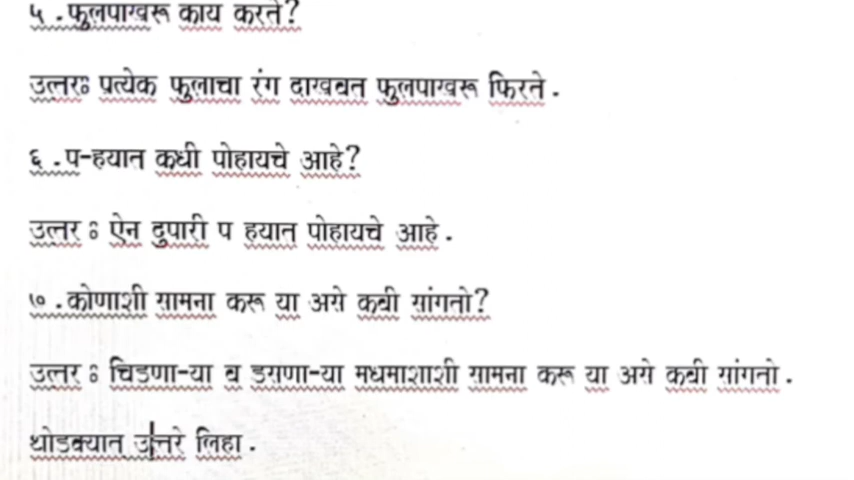 ५ .फुलपाखरू काय करते?
उत्तरः प्रत्येक फुलाचा रंग दाखवत फुलपाखरू फिरते .
६ .प-हयात कधी पोहायचे आहे?
उत्तर ः ऐन दुपारी प हयात पोहायचे आहे .
७ .कोणाशी सामना करू या असे कवी सांगतो?
उत्तर ः चिडणा-या व डसणा-या मधमाशाशी सामना करू या असे कवी सांगतो .
थोडक्यात उत्तरे लिहा .